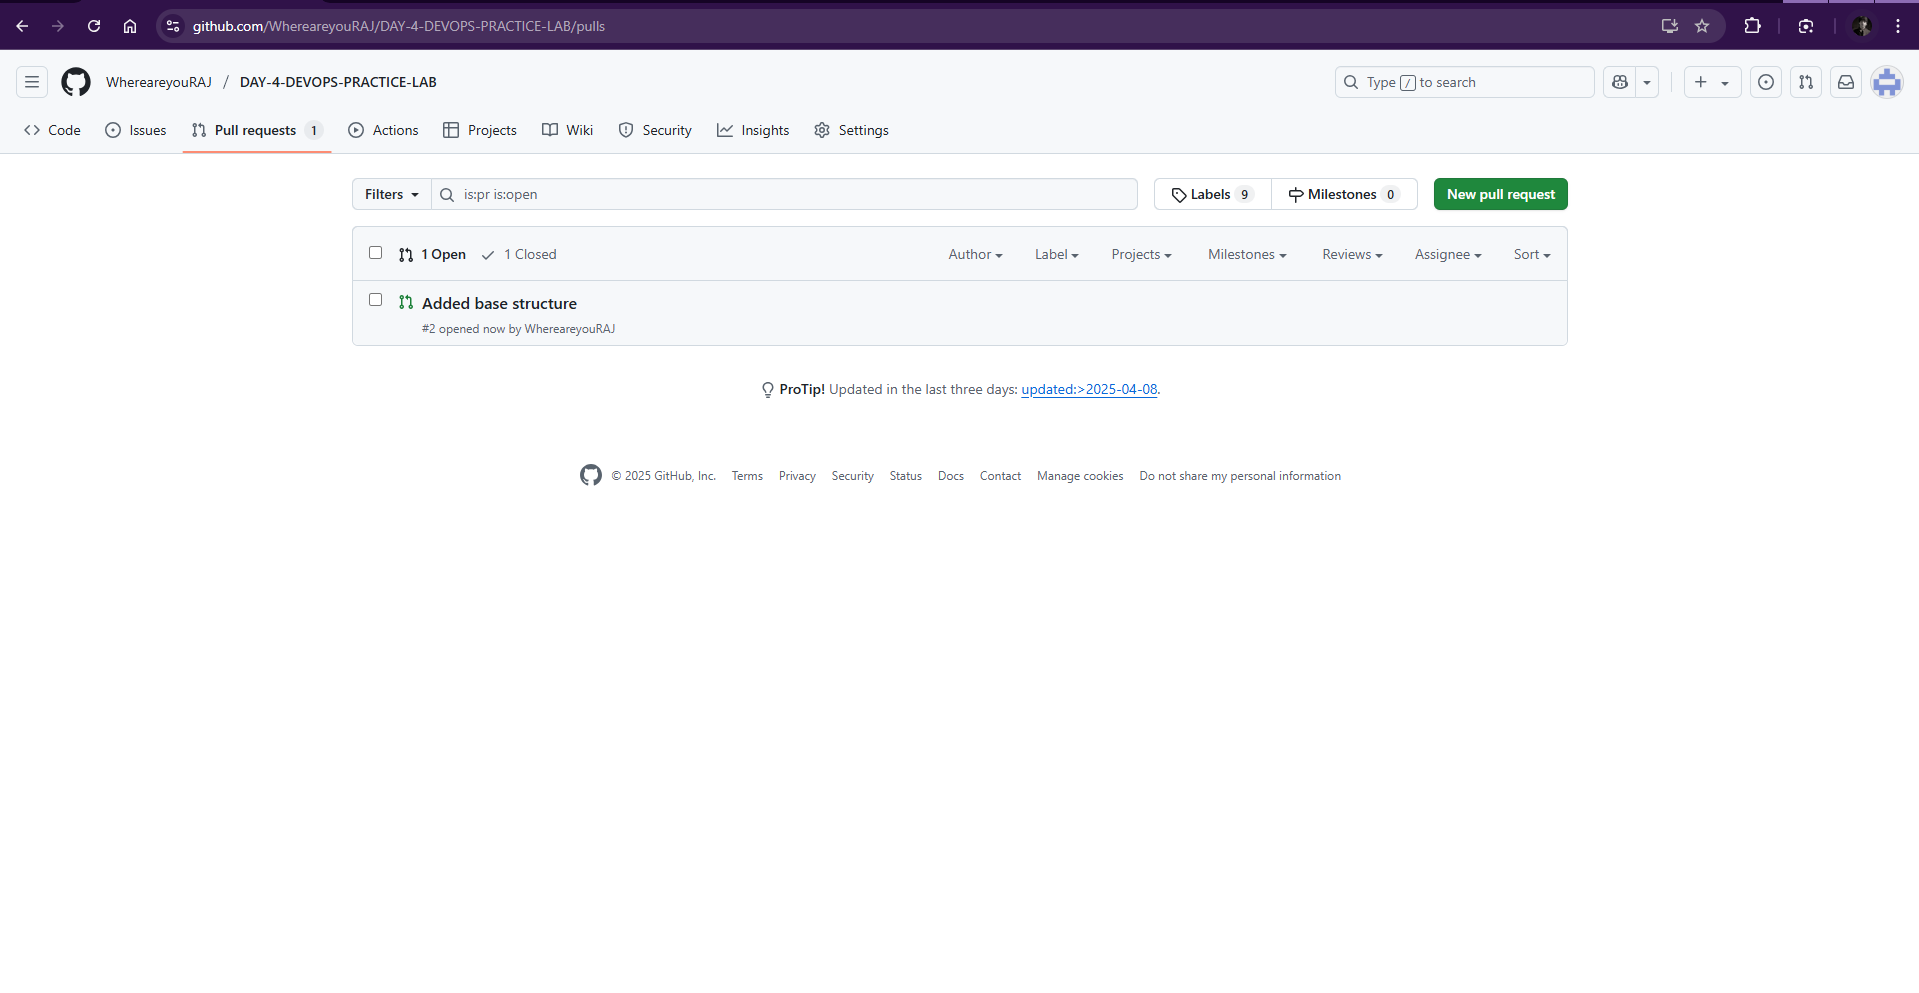 github.com/WhereareyouRAJ/DAY-4-DEVOPS-PRACTICE-LAB/pulls
WhereareyouRAJ / DAY-4-DEVOPS-PRACTICE-LAB
Type / to search
Code Issues Pull requests 1 Actions Projects Wiki Security Insights Settings
Filters is:pr is:open Labels 9 Milestones 0 New pull request
1 Open 1 Closed Author Label Projects Milestones Reviews Assignee Sort
Added base structure
#2 opened now by WhereareyouRAJ
ProTip! Updated in the last three days: updated:>2025-04-08.
© 2025 GitHub, Inc. Terms Privacy Security Status Docs Contact Manage cookies Do not share my personal information